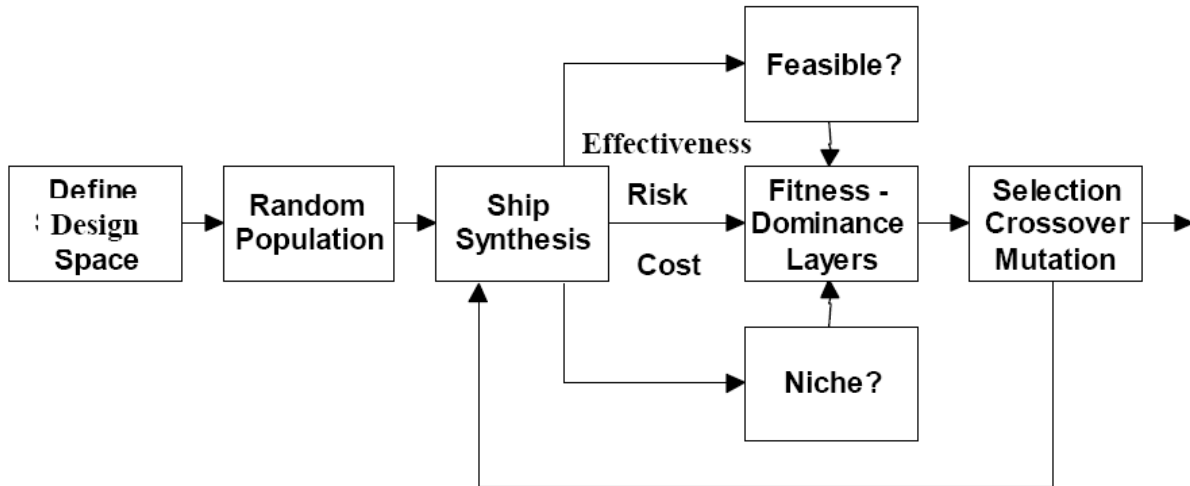 Define
Design
Space
Random
Population
Ship
Synthesis
Effectiveness
Risk
Cost
Feasible?
Fitness -
Dominance
Layers
Niche?
Selection
Crossover
Mutation